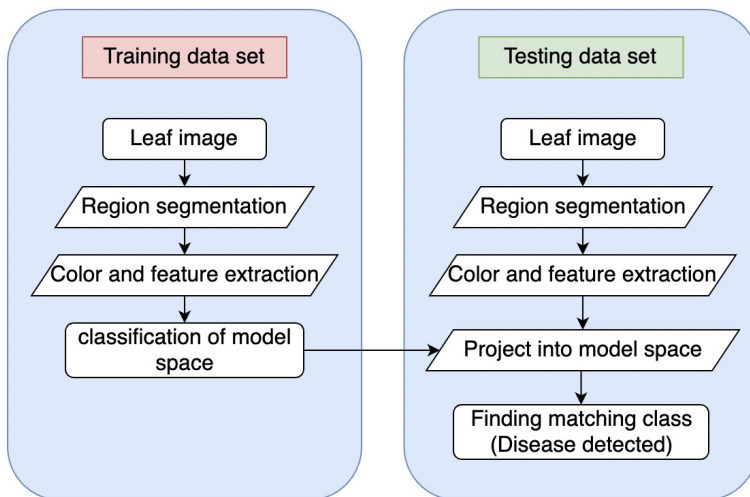 Training data set
Leaf image
Region segmentation
Color and feature extraction
classification of model
space
Testing data set
Leaf image
Region segmentation
Color and feature extraction
Project into model space
Finding matching class
(Disease detected)